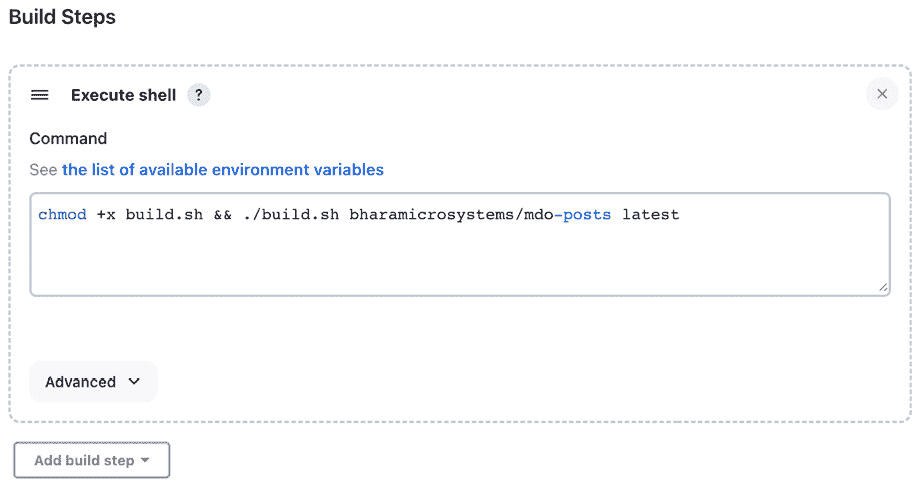 Build Steps
Execute shell ?
Command
See the list of available environment variables
chmod +x build.sh && ./build.sh bharamicrosystems/mdo-posts latest
Advanced
Add build step